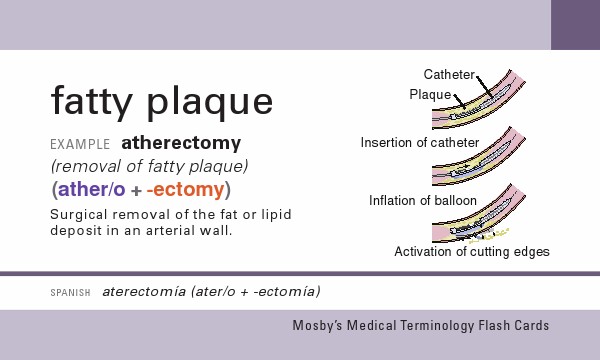 fatty plaque
EXAMPLE atherectomy
(removal of fatty plaque)
(ather/o + -ectomy)
Surgical removal of the fat or lipid
deposit in an arterial wall.
Catheter
Plaque
Insertion of catheter
Inflation of balloon
Activation of cutting edges
SPANISH aterectomía (ater/o + -ectomía)
Mosby's Medical Terminology Flash Cards